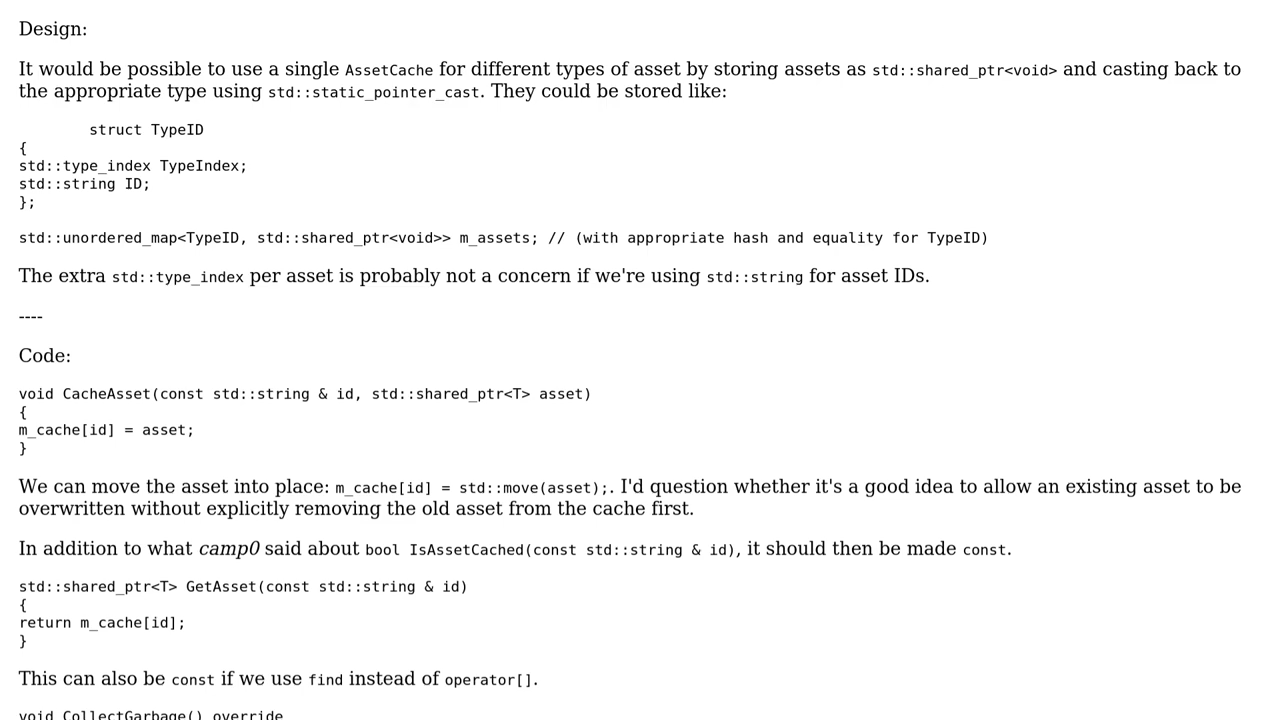 Design:
It would be possible to use a single AssetCache for different types of asset by storing assets as std::shared_ptr<void> and casting back to
the appropriate type using std::static_pointer_cast. They could be stored like:
struct TypeID
{
std::type_index TypeIndex;
std::string ID;
};
std::unordered_map<TypeID, std::shared_ptr<void>> m_assets; // (with appropriate hash and equality for TypeID)
The extra std::type_index per asset is probably not a concern if we're using std::string for asset IDs.
----
Code:
void CacheAsset(const std::string & id, std::shared_ptr<T> asset)
{
m_cache[id] = asset;
}
We can move the asset into place: m_cache[id] = std::move(asset);. I'd question whether it's a good idea to allow an existing asset to be
overwritten without explicitly removing the old asset from the cache first.
In addition to what camp0 said about bool IsAssetCached(const std::string & id), it should then be made const.
std::shared_ptr<T> GetAsset(const std::string & id)
{
return m_cache[id];
}
This can also be const if we use find instead of operator[].
void CollectGarbage() override